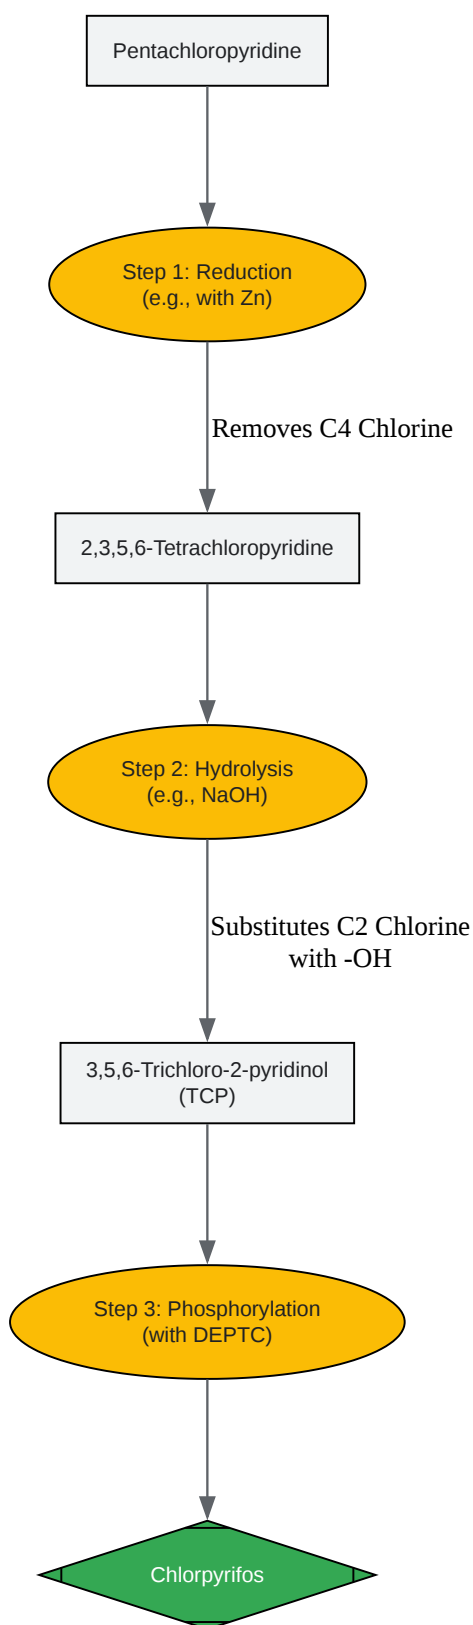 Pentachloropyridine
Step 1: Reduction
(e.g., with Zn)
Removes C4 Chlorine
2,3,5,6-Tetrachloropyridine
Step 2: Hydrolysis
(e.g., NaOH)
Substitutes C2 Chlorine
with -OH
3,5,6-Trichloro-2-pyridinol
(TCP)
Step 3: Phosphorylation
(with DEPTC)
Chlorpyrifos